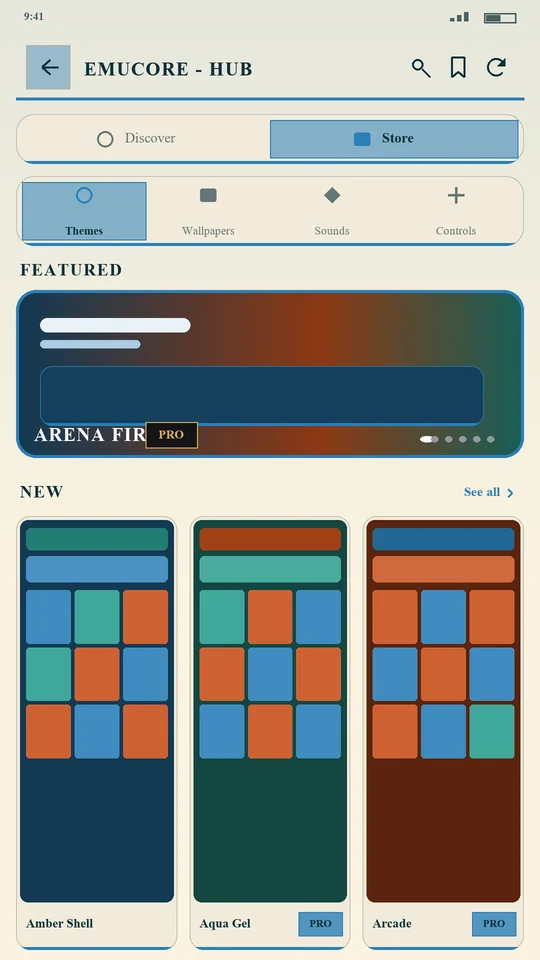 9:41
EMUCORE - HUB
Discover
Store
Themes
Wallpapers
Sounds
Controls
FEATURED
ARENA FIR
PRO
NEW
See all
Amber Shell
Aqua Gel
PRO
Arcade
PRO